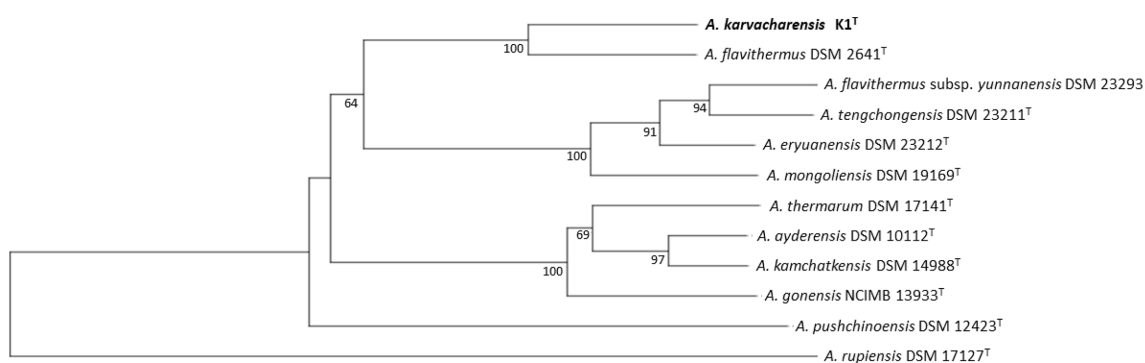 A. karvacharensis K1ᵀ
100
A. flavithermus DSM 2641ᵀ
A. flavithermus subsp. yunnanensis DSM 23293
64
94
A. tengchongensis DSM 23211ᵀ
91
A. eryuanensis DSM 23212ᵀ
100
A. mongoliensis DSM 19169ᵀ
A. thermarum DSM 17141ᵀ
69
A. ayderensis DSM 10112ᵀ
97
A. kamchatkensis DSM 14988ᵀ
100
A. gonensis NCIMB 13933ᵀ
A. pushchinoensis DSM 12423ᵀ
A. rupiensis DSM 17127ᵀ